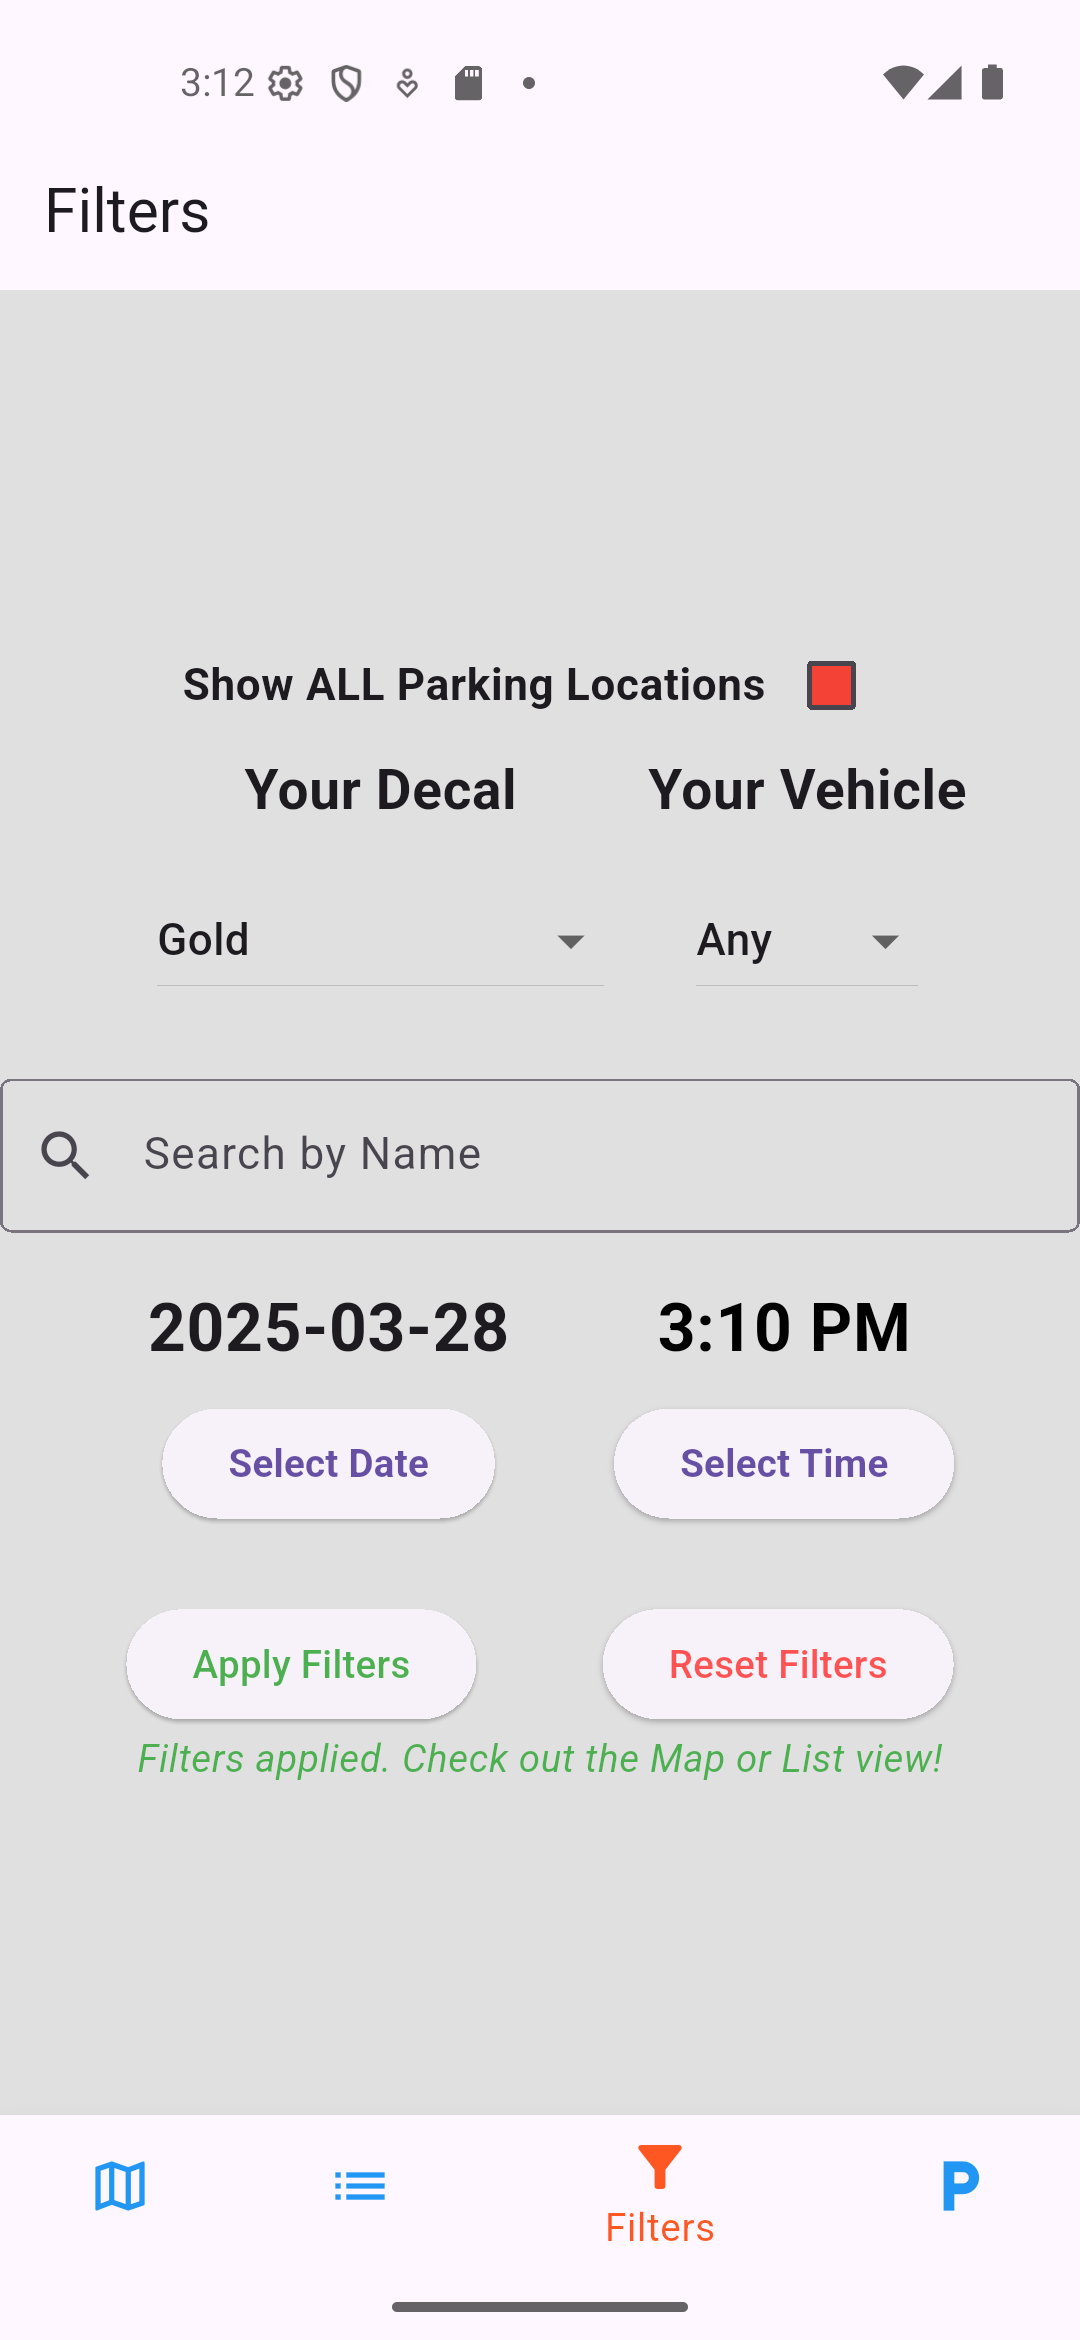 3:12
Filters
Show ALL Parking Locations
Your Decal Your Vehicle
Gold Any
Search by Name
2025-03-28 3:10 PM
Select Date Select Time
Apply Filters Reset Filters
Filters applied. Check out the Map or List view!
Filters
P